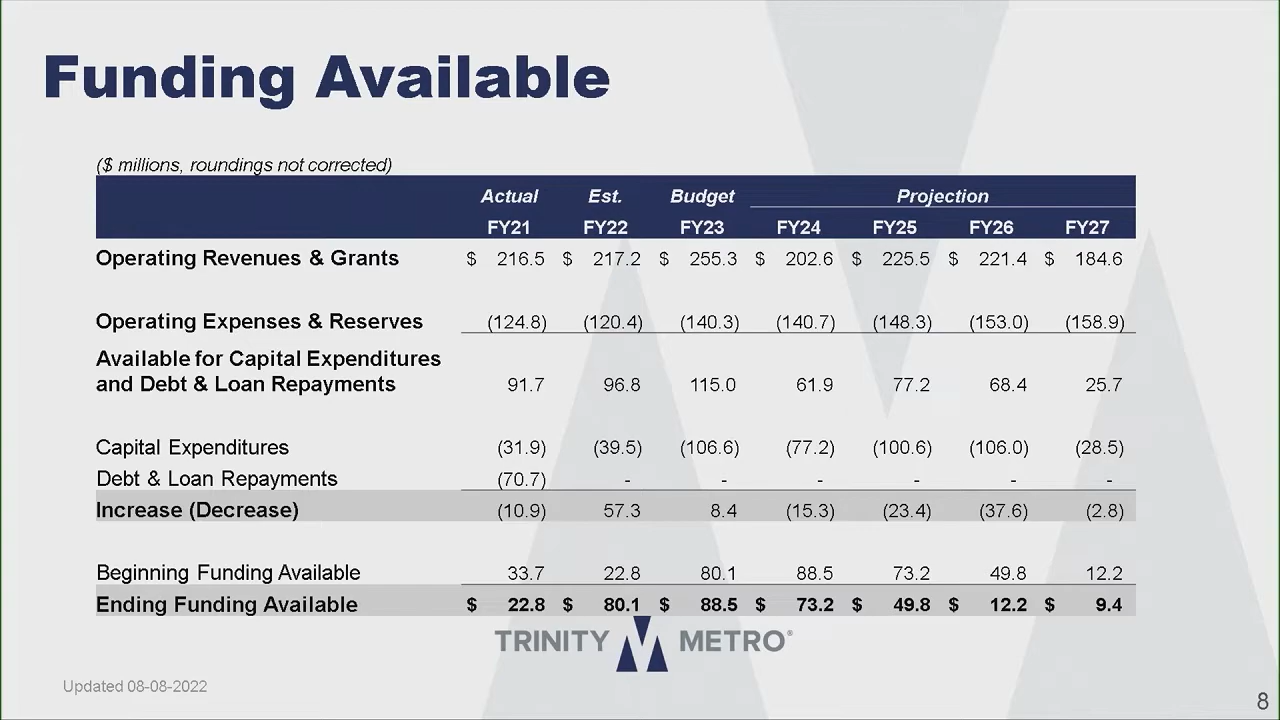 Funding Available
($ millions, roundings not corrected)
Actual Est. Budget Projection
FY21 FY22 FY23 FY24 FY25 FY26 FY27
Operating Revenues & Grants $ 216.5 $ 217.2 $ 255.3 $ 202.6 $ 225.5 $ 221.4 $ 184.6
Operating Expenses & Reserves (124.8) (120.4) (140.3) (140.7) (148.3) (153.0) (158.9)
Available for Capital Expenditures
and Debt & Loan Repayments 91.7 96.8 115.0 61.9 77.2 68.4 25.7
Capital Expenditures (31.9) (39.5) (106.6) (77.2) (100.6) (106.0) (28.5)
Debt & Loan Repayments (70.7) - - - - - -
Increase (Decrease) (10.9) 57.3 8.4 (15.3) (23.4) (37.6) (2.8)
Beginning Funding Available 33.7 22.8 80.1 88.5 73.2 49.8 12.2
Ending Funding Available $ 22.8 $ 80.1 $ 88.5 $ 73.2 $ 49.8 $ 12.2 $ 9.4
TRINITY METRO®
Updated 08-08-2022
8